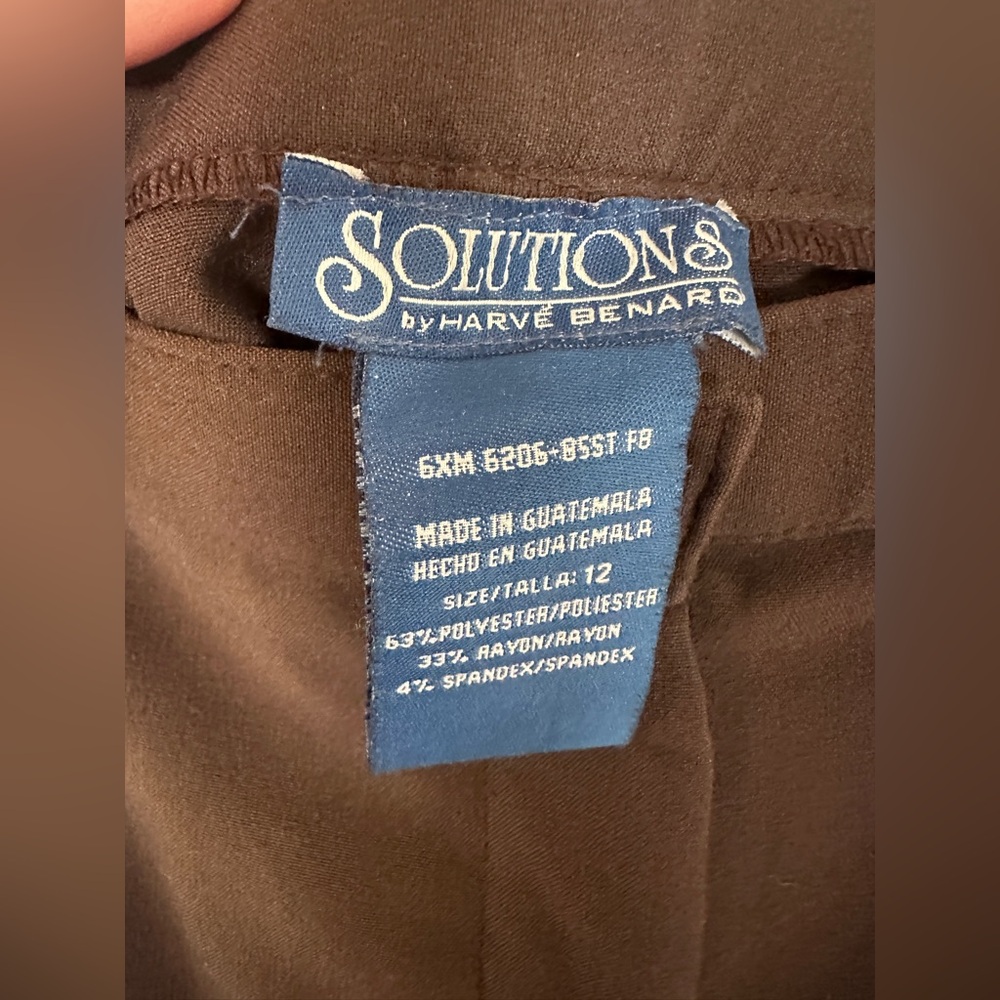 SOLUTIONS
by HARVÉ BENARD
6XM 6206-85ST FB
MADE IN GUATEMALA
HECHO EN GUATEMALA
SIZE/TALLA: 12
63% POLYESTER/POLIESTER
33% RAYON/RAYON
4% SPANDEX/SPANDEX